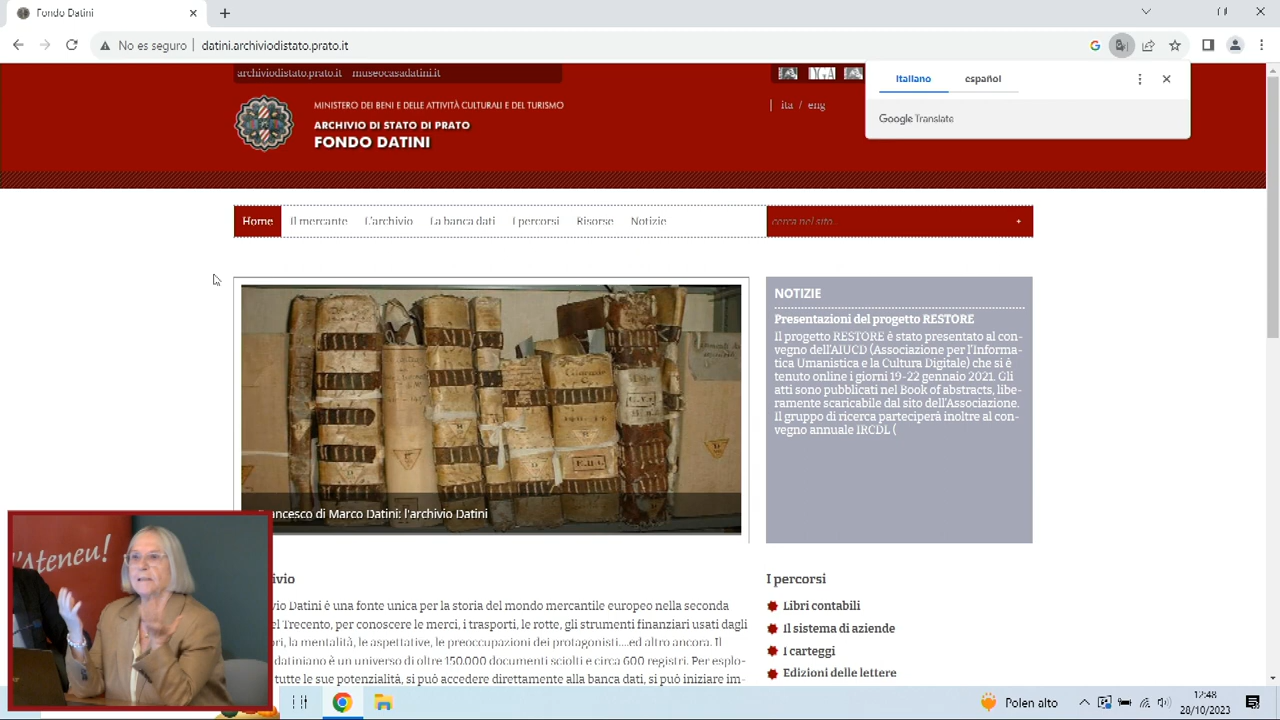 Fondo Datini
No es seguro
datini.archiviodistato.prato.it
archiviodistato.prato.it museocasadatini.it
Italiano español
Google Translate
ita / eng
MINISTERO DEI BENI E DELLE ATTIVITÀ CULTURALI E DEL TURISMO
ARCHIVIO DI STATO DI PRATO
FONDO DATINI
Home Il mercante L'archivio La banca dati I percorsi Risorse Notizie
cerca nel sito...
Francesco di Marco Datini: l'archivio Datini
NOTIZIE
Presentazioni del progetto RESTORE
Il progetto RESTORE è stato presentato al con-
vegno dell'AIUCD (Associazione per l'Informa-
tica Umanistica e la Cultura Digitale) che si è
tenuto online i giorni 19-22 gennaio 2021. Gli
atti sono pubblicati nel Book of abstracts, libe-
ramente scaricabile dal sito dell'Associazione.
Il gruppo di ricerca parteciperà inoltre al con-
vegno annuale IRCDL (
vio Datini è una fonte unica per la storia del mondo mercantile europeo nella seconda
el Trecento, per conoscere le merci, i trasporti, le rotte, gli strumenti finanziari usati dagli
ri, la mentalità, le aspettative, le preoccupazioni dei protagonisti....ed altro ancora. Il
datiniano è un universo di oltre 150.000 documenti sciolti e circa 600 registri. Per esplo-
tutte le sue potenzialità, si può accedere direttamente alla banca dati, si può iniziare im-
I percorsi
Libri contabili
Il sistema di aziende
I carteggi
Edizioni delle lettere
l'Ateneu!
Polen alto
12:48
28/10/2023